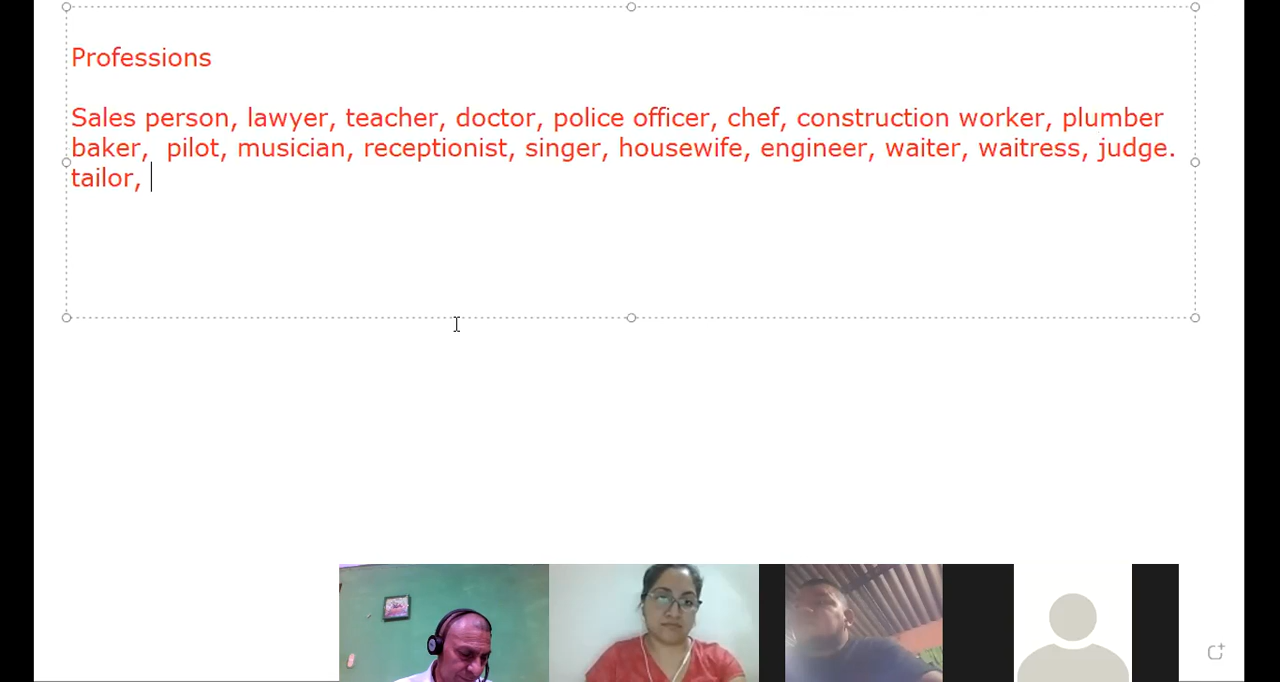 Professions
Sales person, lawyer, teacher, doctor, police officer, chef, construction worker, plumber
baker,  pilot, musician, receptionist, singer, housewife, engineer, waiter, waitress, judge.
tailor,